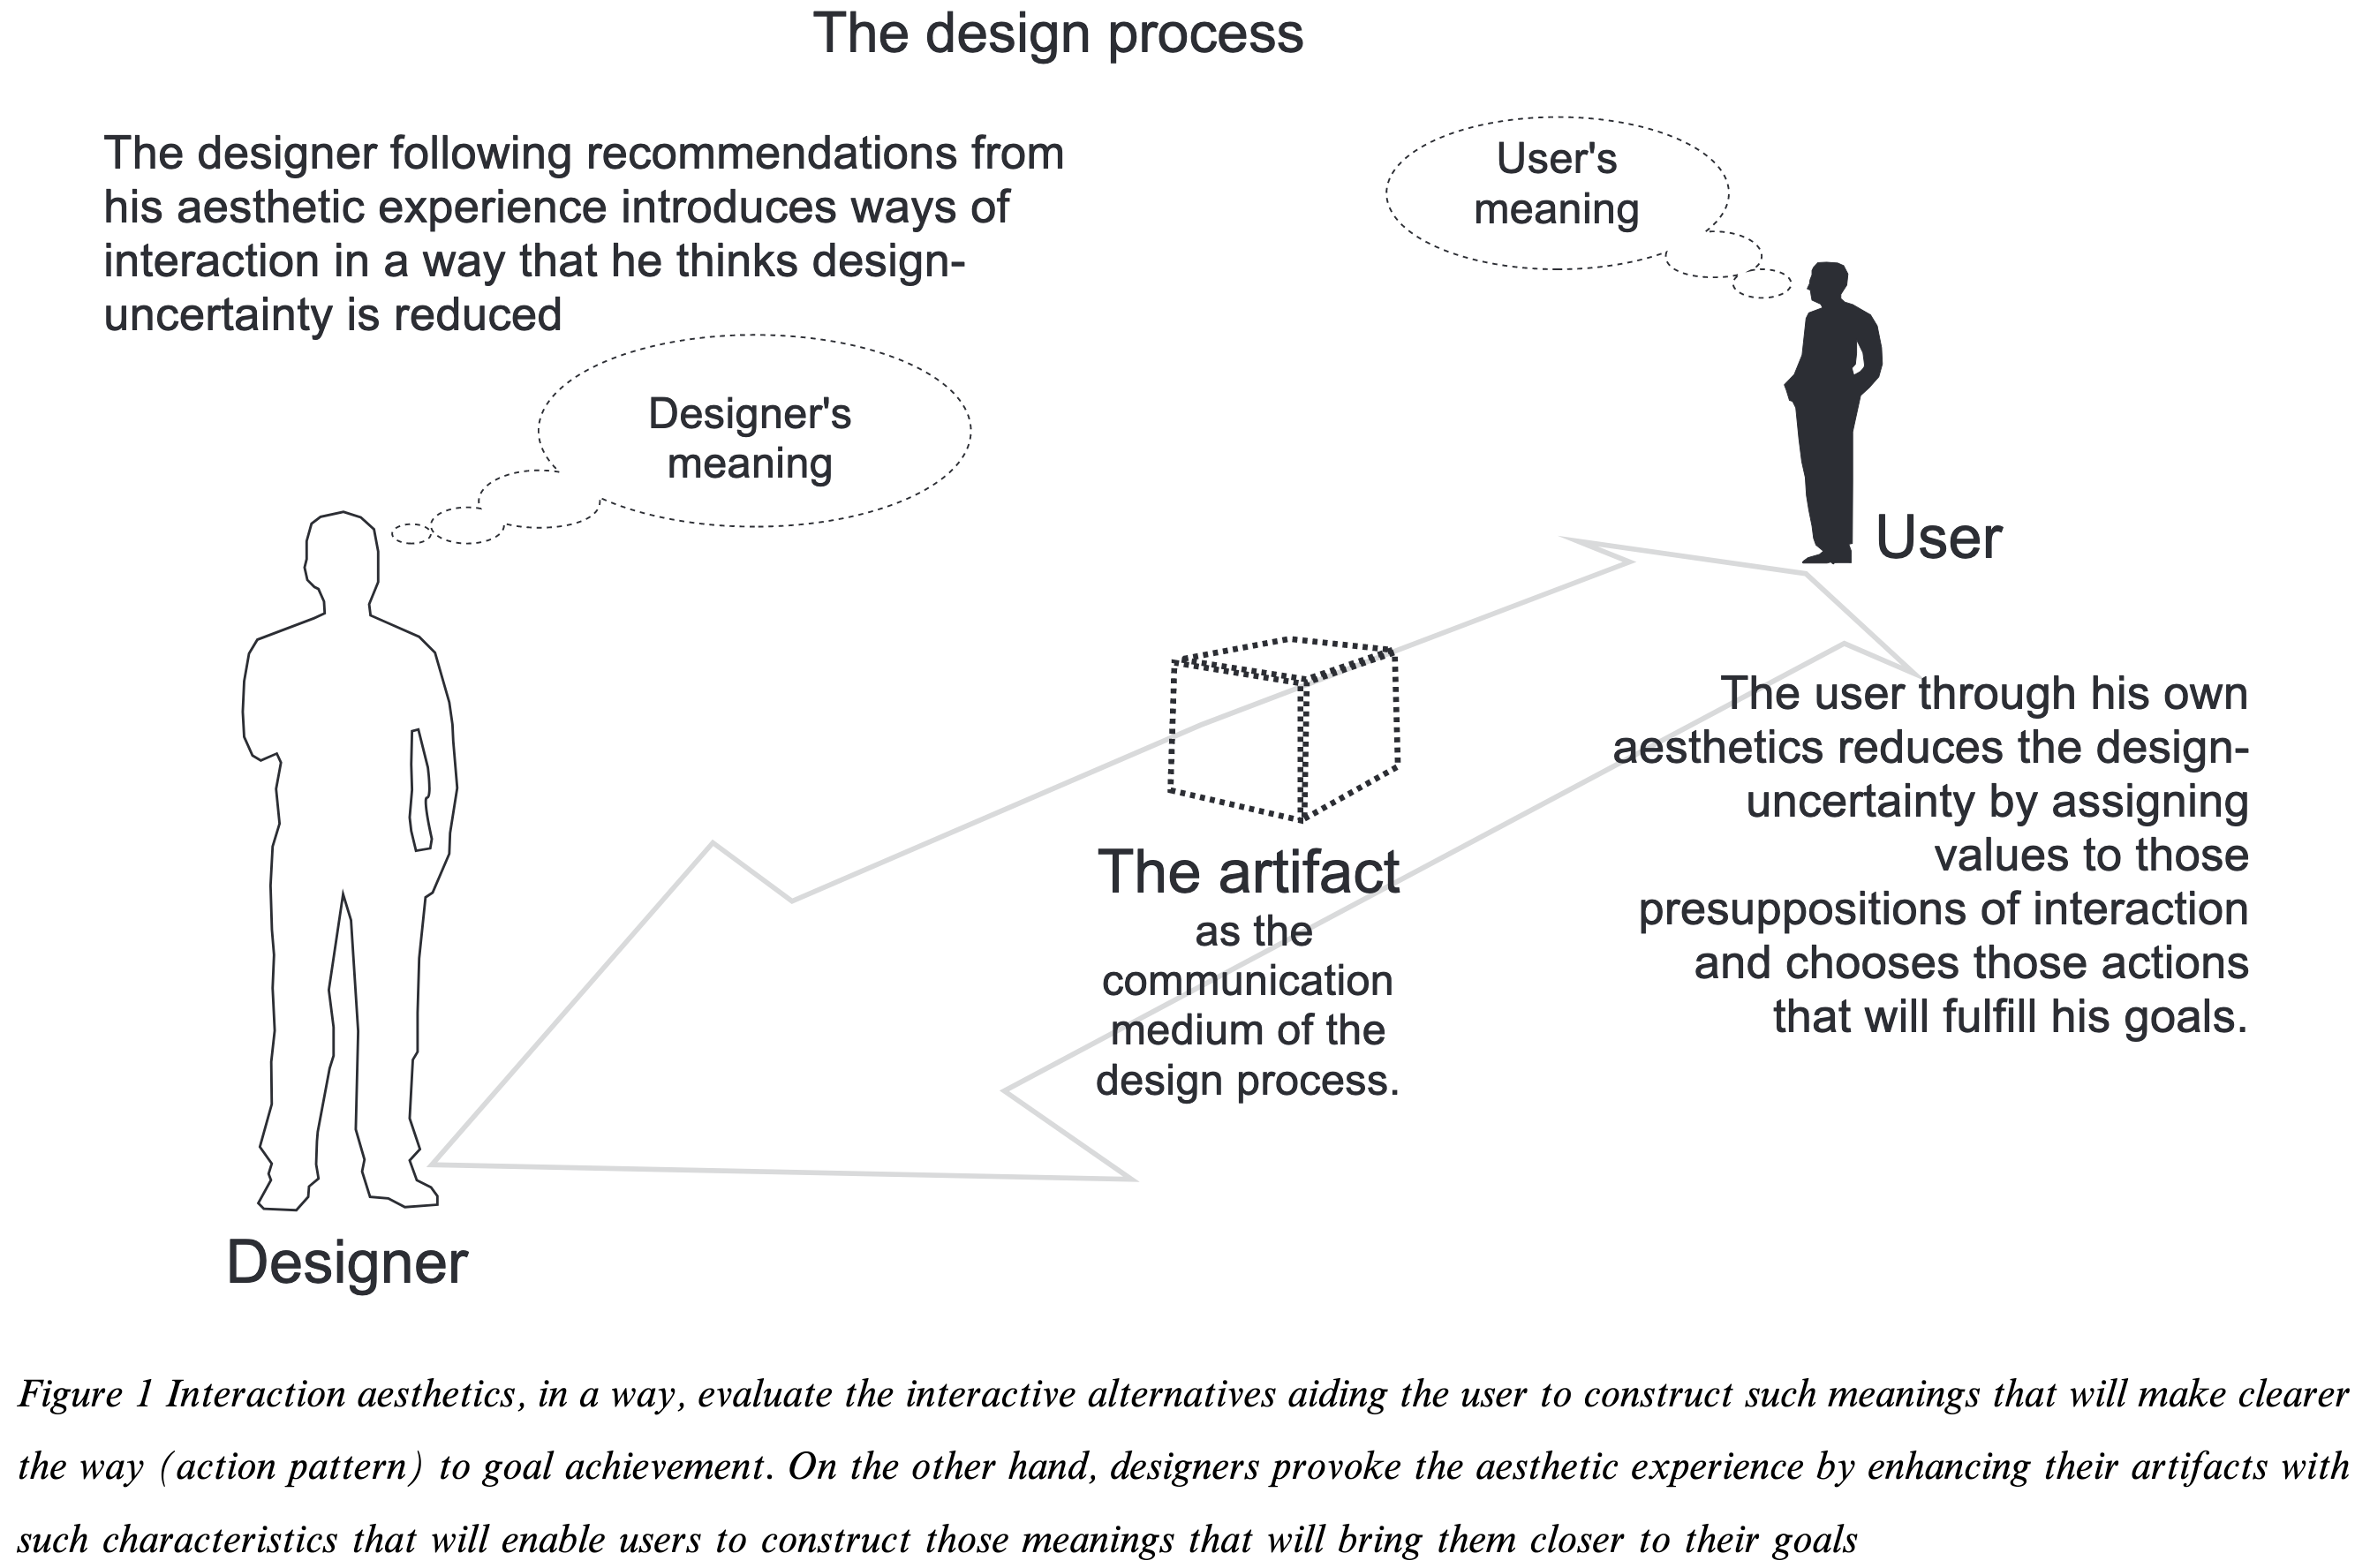 The design process
The designer following recommendations from
his aesthetic experience introduces ways of
interaction in a way that he thinks design-
uncertainty is reduced
User's
meaning
Designer's
meaning
User
The artifact
as the
communication
medium of the
design process.
The user through his own
aesthetics reduces the design-
uncertainty by assigning
values to those
presuppositions of interaction
and chooses those actions
that will fulfill his goals.
Designer
Figure 1 Interaction aesthetics, in a way, evaluate the interactive alternatives aiding the user to construct such meanings that will make clearer
the way (action pattern) to goal achievement. On the other hand, designers provoke the aesthetic experience by enhancing their artifacts with
such characteristics that will enable users to construct those meanings that will bring them closer to their goals